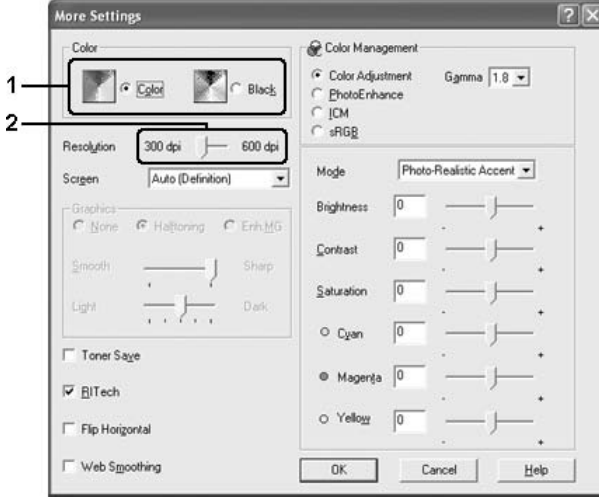 More Settings
Color
1
Color
Black
2
Resolution
300 dpi
600 dpi
Screen
Auto (Definition)
Graphics
None
Halftoning
Enh.MG
Smooth
Sharp
Light
Dark
Toner Save
RITech
Flip Horizontal
Web Smoothing
Color Management
Color Adjustment
Gamma
1.8
PhotoEnhance
ICM
sRGB
Mode
Photo-Realistic Accent
Brightness
0
- +
Contrast
0
- +
Saturation
0
- +
Cyan
0
- +
Magenta
0
- +
Yellow
0
- +
OK
Cancel
Help